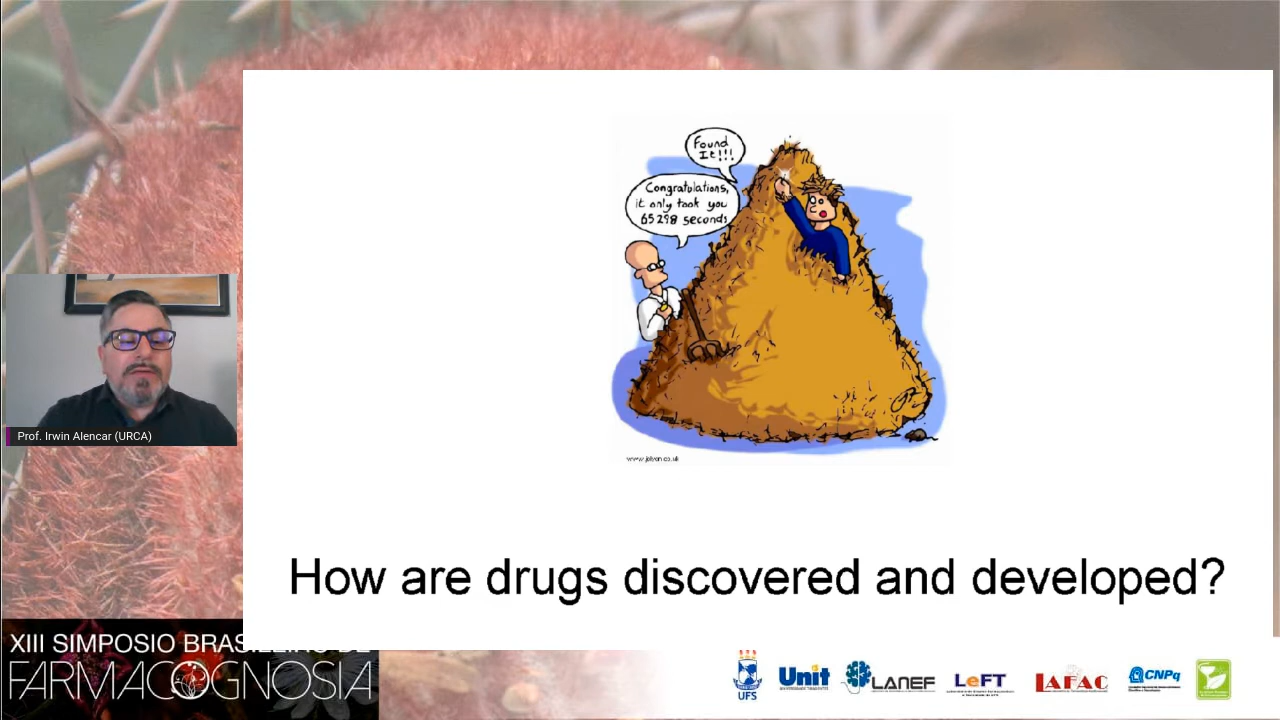 Found
It!!!
Congratulations,
it only took you
65298 seconds
www.jolyon.co.uk
How are drugs discovered and developed?
Prof. Irwin Alencar (URCA)
XIII SIMPOSIO BRASILEIRO DE
FARMACOGNOSIA
UFS
Unit
LANEF
LeFT
LAFAC
CNPq